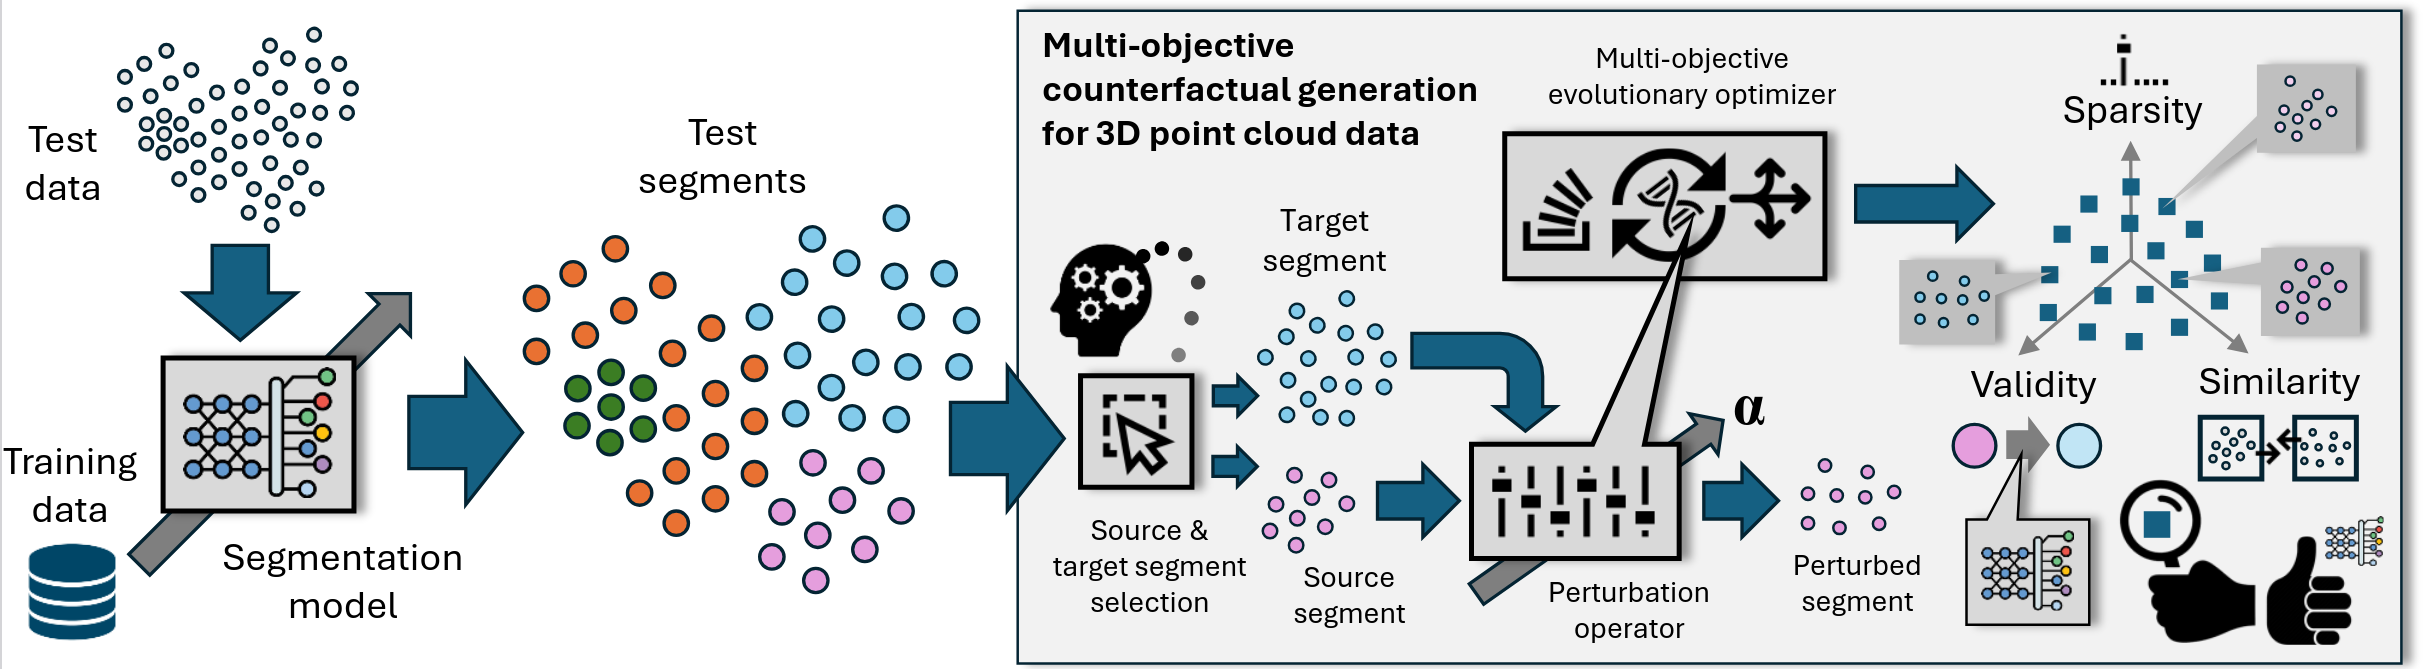 Test
data
Training
data
Segmentation
model
Test
segments
Multi-objective
counterfactual generation
for 3D point cloud data
Source &
target segment
selection
Target
segment
Source
segment
Multi-objective
evolutionary optimizer
α
Perturbation
operator
Perturbed
segment
Sparsity
Validity
Similarity